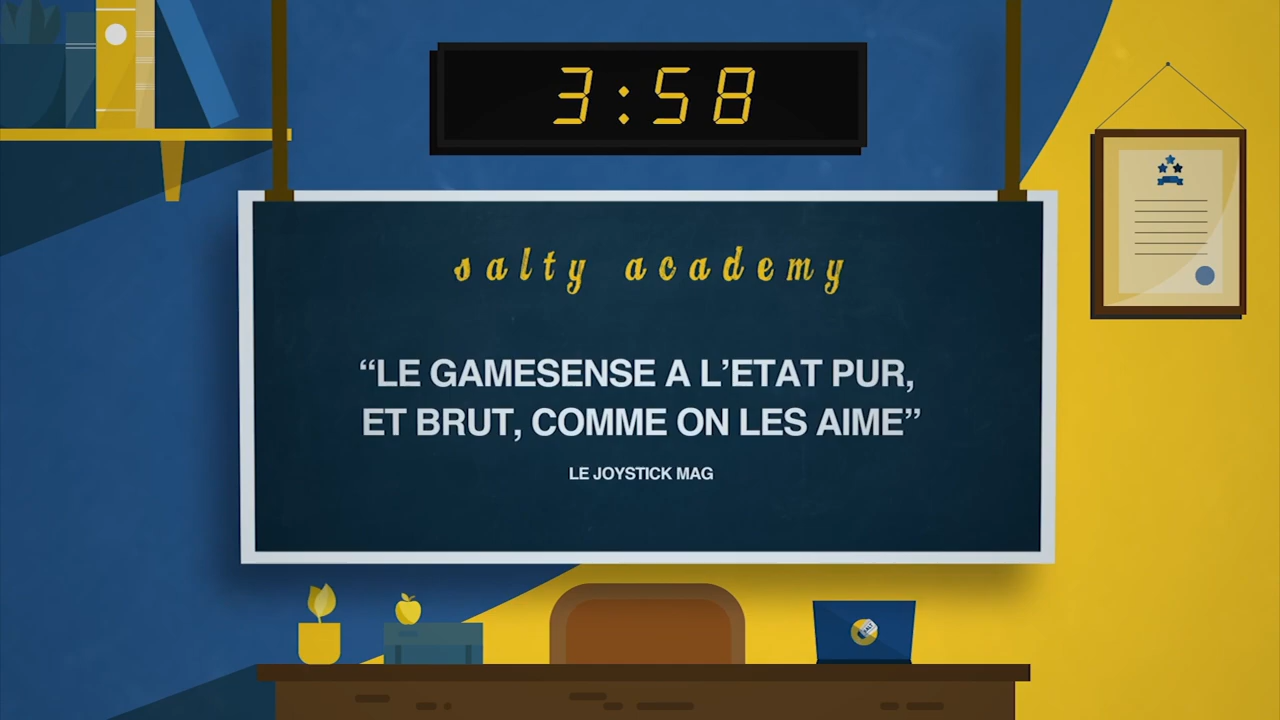 3:58
salty academy
“LE GAMESENSE A L’ETAT PUR,
ET BRUT, COMME ON LES AIME”
LE JOYSTICK MAG